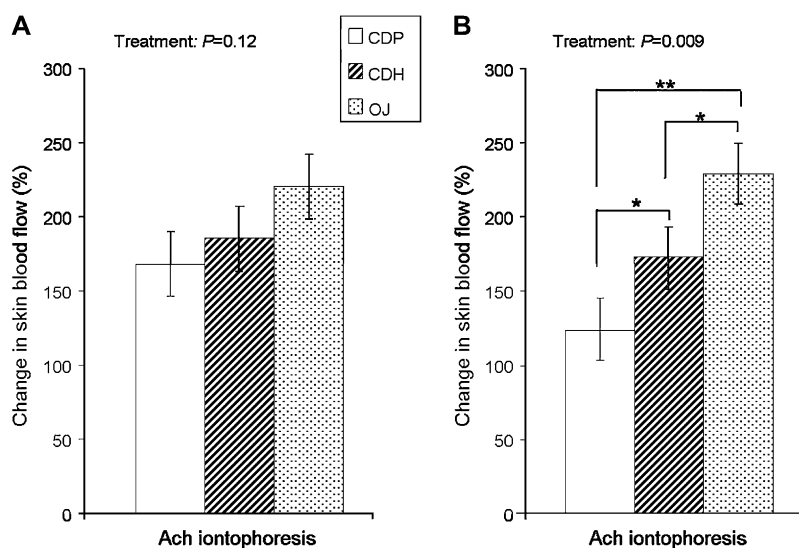 A
Treatment: P=0.12
CDP
CDH
OJ
B
Treatment: P=0.009
Change in skin blood flow (%)
300
250
200
150
100
50
0
Ach iontophoresis
Change in skin blood flow (%)
300
250
200
150
100
50
0
**
*
*
Ach iontophoresis